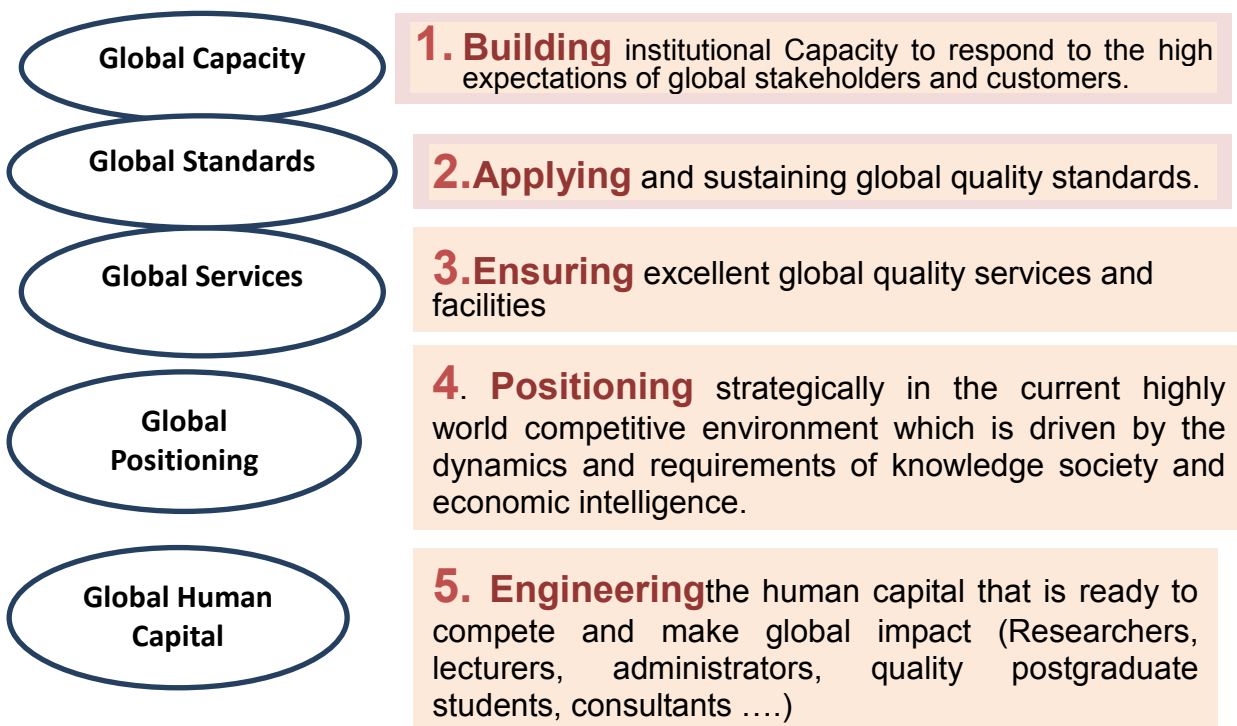 Global Capacity
1. Building institutional Capacity to respond to the high
expectations of global stakeholders and customers.
Global Standards
2.Applying and sustaining global quality standards.
Global Services
3.Ensuring excellent global quality services and
facilities
Global
Positioning
4. Positioning strategically in the current highly
world competitive environment which is driven by the
dynamics and requirements of knowledge society and
economic intelligence.
Global Human
Capital
5. Engineeringthe human capital that is ready to
compete and make global impact (Researchers,
lecturers, administrators, quality postgraduate
students, consultants ….)